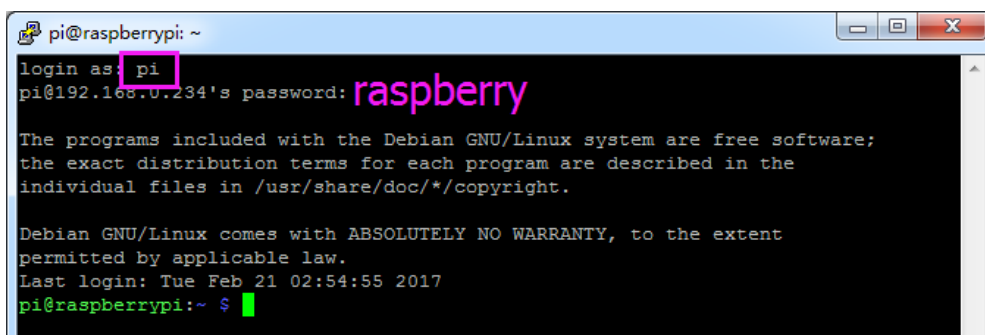 pi@raspberrypi: ~
login as: pi
pi@192.168.0.234's password: raspberry
The programs included with the Debian GNU/Linux system are free software;
the exact distribution terms for each program are described in the
individual files in /usr/share/doc/*/copyright.
Debian GNU/Linux comes with ABSOLUTELY NO WARRANTY, to the extent
permitted by applicable law.
Last login: Tue Feb 21 02:54:55 2017
pi@raspberrypi:~ $